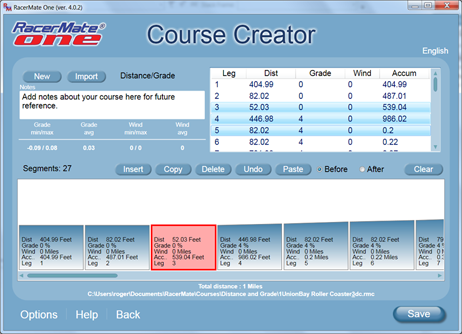 RacerMate One (ver. 4.0.2)
RacerMate®
one
Course Creator
English
New Import Distance/Grade
Notes
Add notes about your course here for future
reference.
Grade Grade Wind Wind
min/max avg min/max avg
-0.09 / 0.08 0.03 0 / 0 0
Leg Dist Grade Wind Accum
1 404.99 0 0 404.99
2 82.02 0 0 487.01
3 52.03 0 0 539.04
4 446.98 4 0 986.02
5 82.02 4 0 0.2
6 82.02 4 0 0.22
Segments: 27 Insert Copy Delete Undo Paste Before After Clear
Dist 404.99 Feet Dist 82.02 Feet Dist 52.03 Feet Dist 446.98 Feet Dist 82.02 Feet Dist 82.02 Feet Dist
Grade 0 % Grade 0 % Grade 0 % Grade 4 % Grade 4 % Grade 4 % Grade
Wind 0 Miles Wind 0 Miles Wind 0 Miles Wind 0 Miles Wind 0 Miles Wind 0 Miles Wind
Acc. 404.99 Feet Acc. 487.01 Feet Acc. 539.04 Feet Acc. 986.02 Feet Acc. 0.2 Miles Acc. 0.22 Miles Acc.
Leg 1 Leg 2 Leg 3 Leg 4 Leg 5 Leg 6 Leg
Total distance : 1 Miles
C:\Users\roger\Documents\RacerMate\Courses\Distance and Grade\1UnionBay Roller Coaster
Options Help Back Save